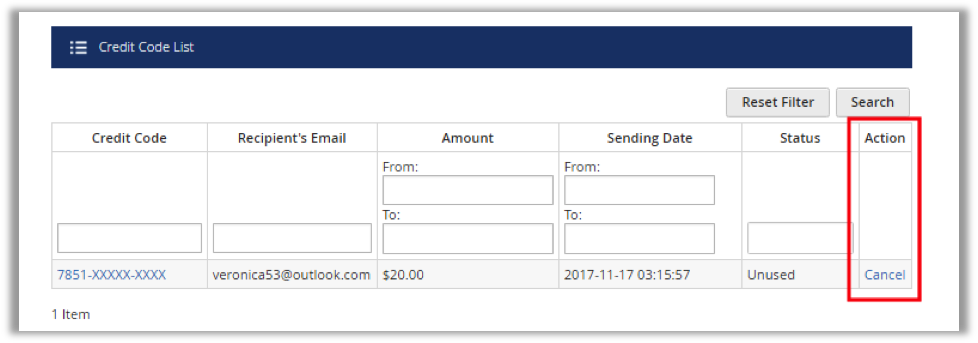 Credit Code List
Reset Filter Search
Credit Code Recipient's Email Amount Sending Date Status Action
From: From:
To: To:
7851-XXXXX-XXXX veronica53@outlook.com $20.00 2017-11-17 03:15:57 Unused Cancel
1 Item